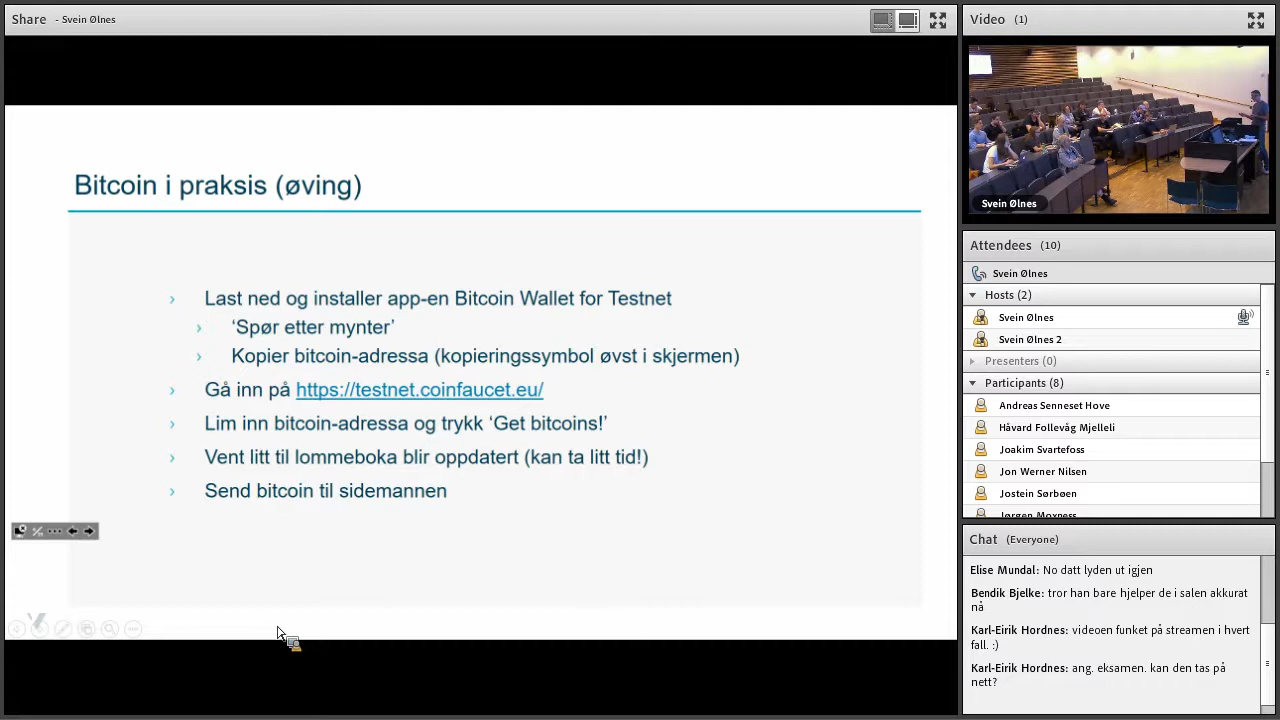 Share - Svein Ølnes
Bitcoin i praksis (øving)
› Last ned og installer app-en Bitcoin Wallet for Testnet
› ‘Spør etter mynter’
› Kopier bitcoin-adressa (kopieringssymbol øvst i skjermen)
› Gå inn på https://testnet.coinfaucet.eu/
› Lim inn bitcoin-adressa og trykk ‘Get bitcoins!’
› Vent litt til lommeboka blir oppdatert (kan ta litt tid!)
› Send bitcoin til sidemannen
Video (1)
Svein Ølnes
Attendees (10)
Svein Ølnes
Hosts (2)
Svein Ølnes
Svein Ølnes 2
Presenters (0)
Participants (8)
Andreas Senneset Hove
Håvard Follevåg Mjelleli
Joakim Svartefoss
Jon Werner Nilsen
Jostein Sørbøen
Jørgen Moxness
Chat (Everyone)
Elise Mundal: No datt lyden ut igjen
Bendik Bjelke: tror han bare hjelper de i salen akkurat
nå
Karl-Eirik Hordnes: videoen funket på streamen i hvert
fall. :)
Karl-Eirik Hordnes: ang. eksamen. kan den tas på
nett?